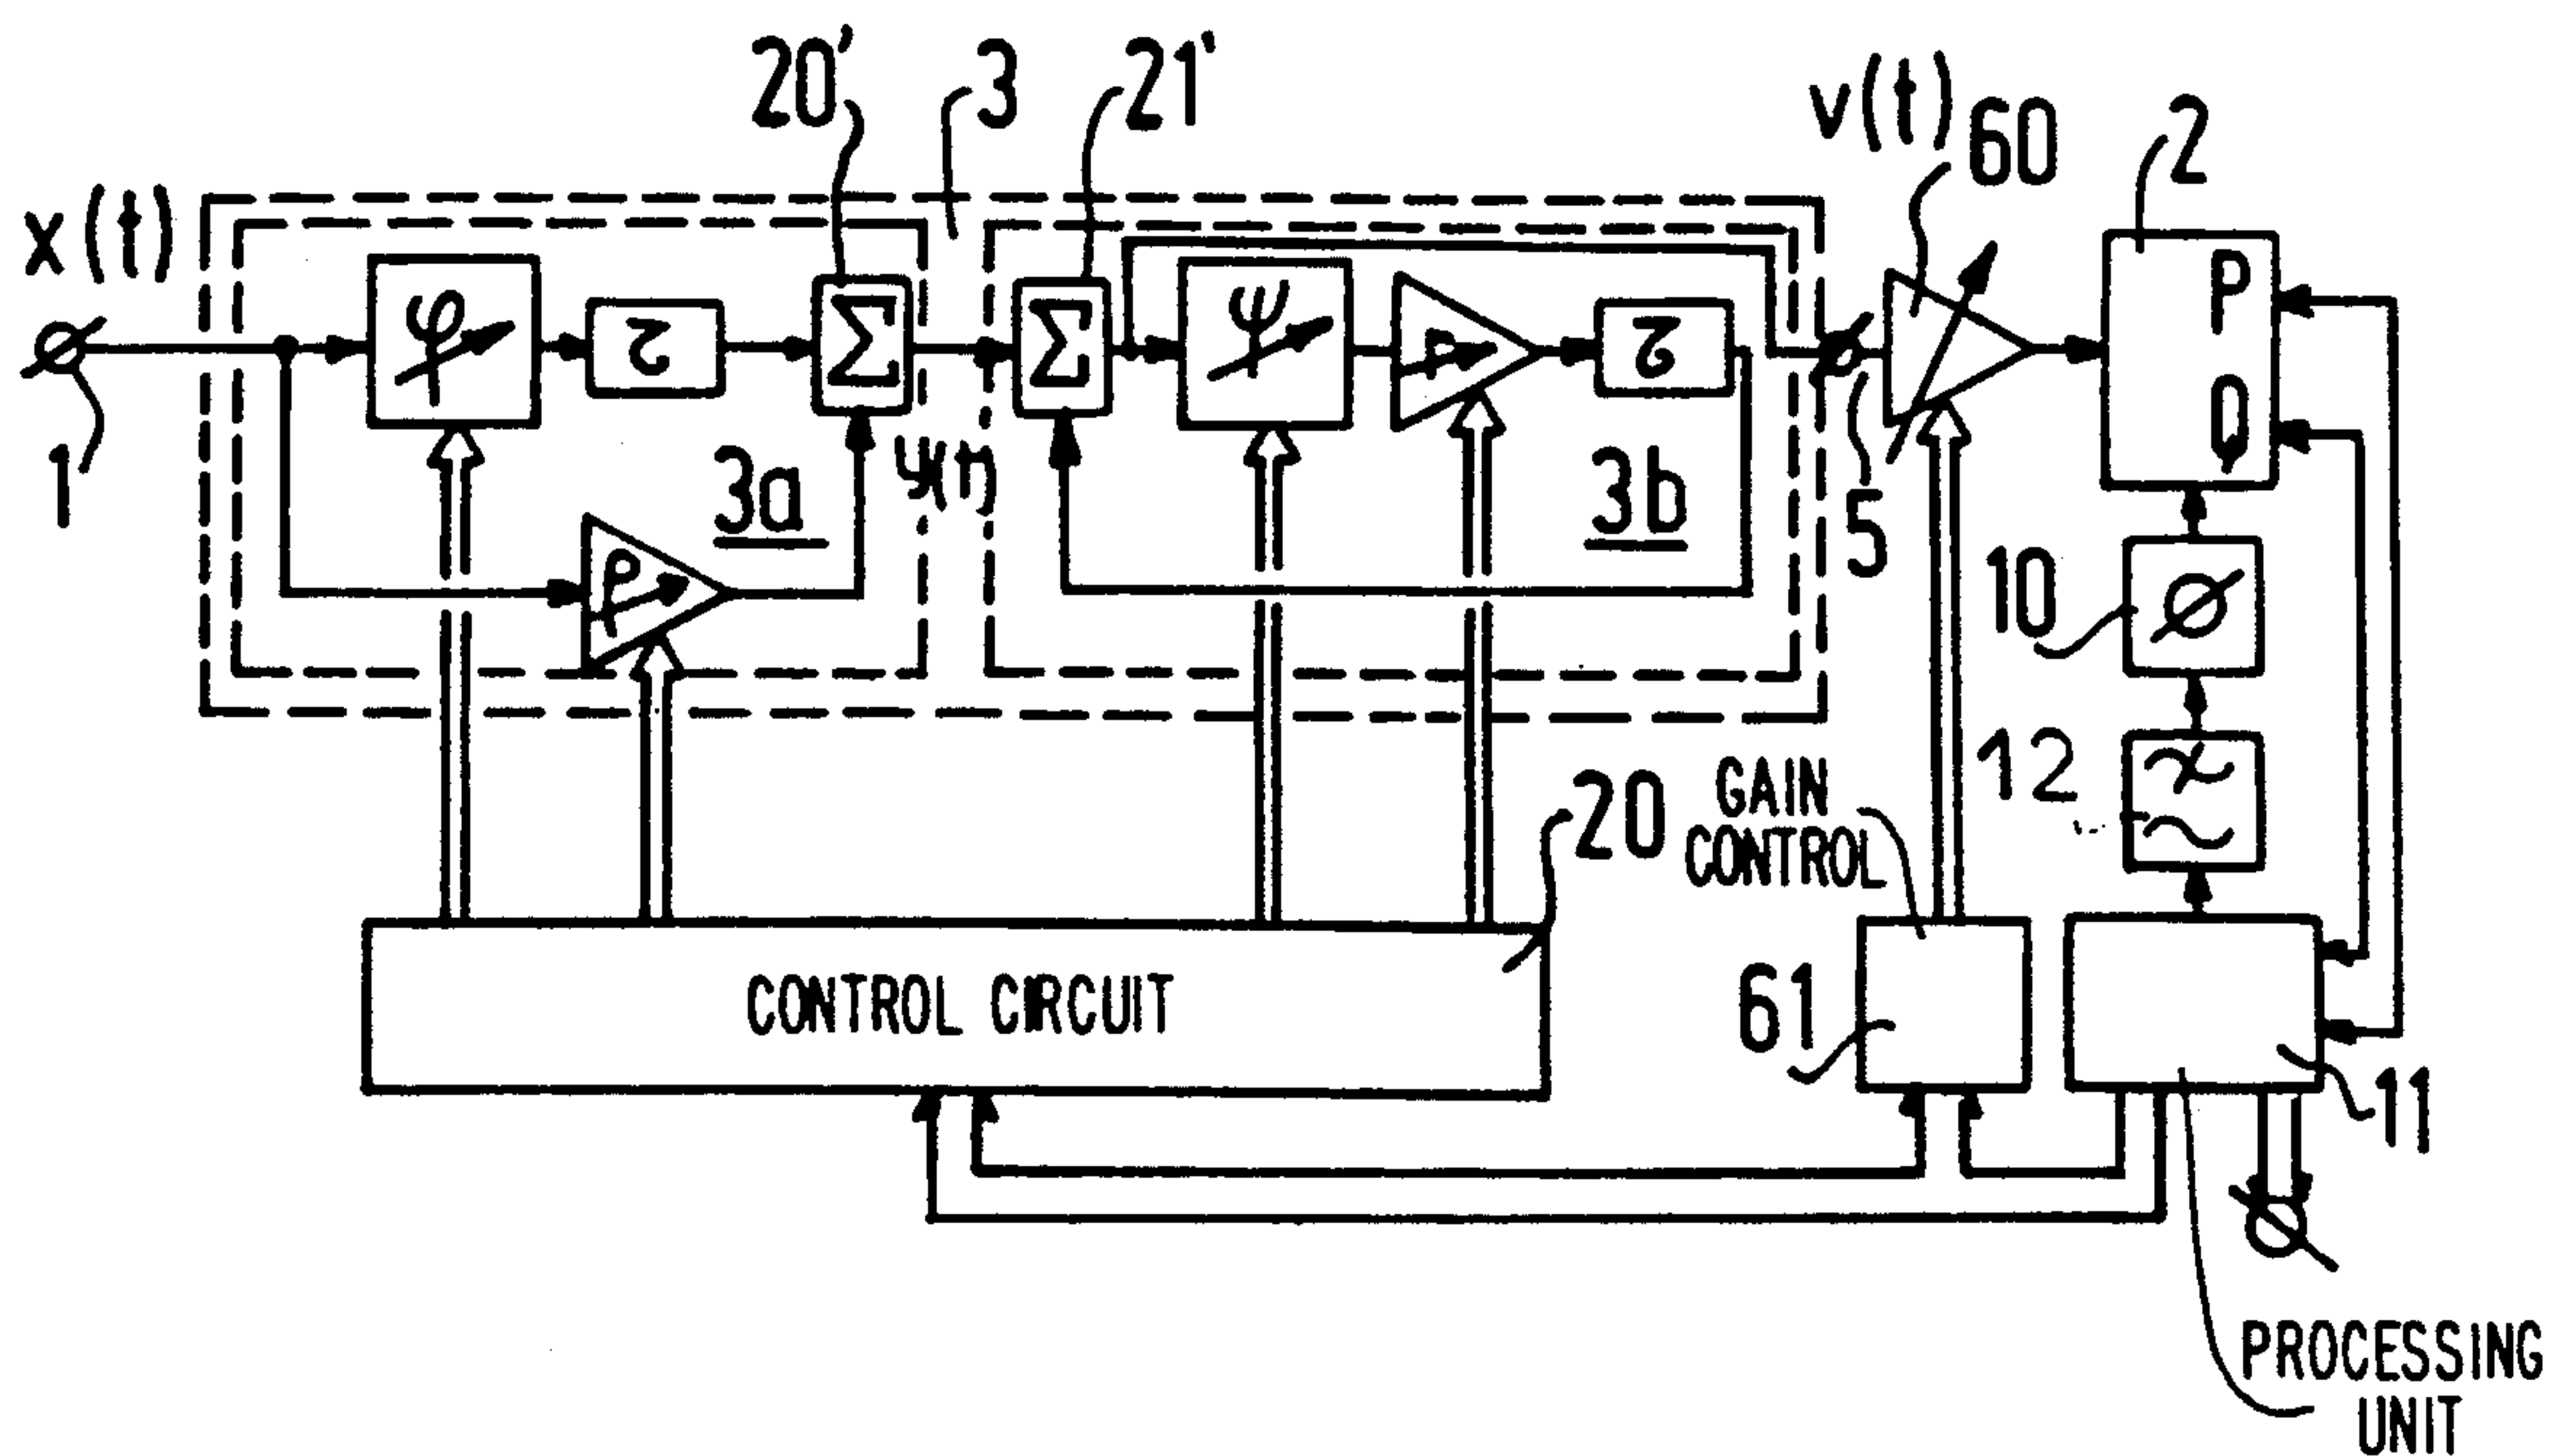 20'
3
21'
v(t)
60
2
x(t)
φ
τ
Σ
Σ
ψ
ρ
τ
P
Q
1
3a
y(t)
3b
5
10
ρ
12
20
GAIN
CONTROL
CONTROL CIRCUIT
61
11
PROCESSING
UNIT